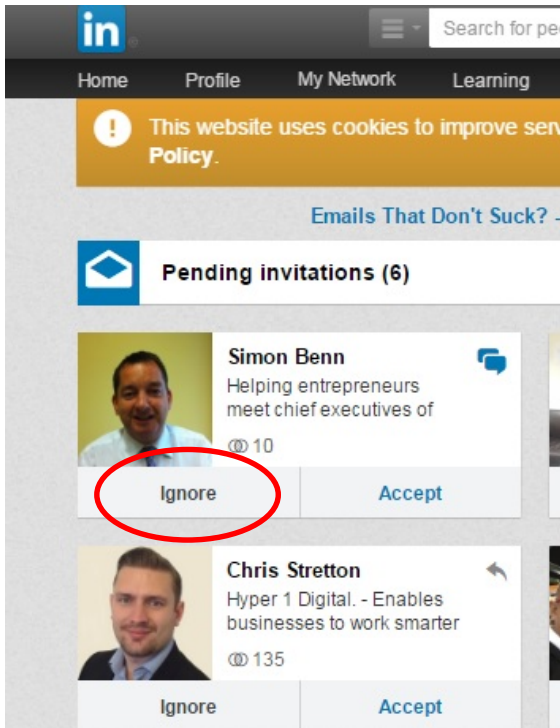 in
Search for pe
Home Profile My Network Learning
! This website uses cookies to improve serv
Policy.
Emails That Don't Suck? -
Pending invitations (6)
Simon Benn
Helping entrepreneurs
meet chief executives of
10
Ignore Accept
Chris Stretton
Hyper 1 Digital. - Enables
businesses to work smarter
135
Ignore Accept